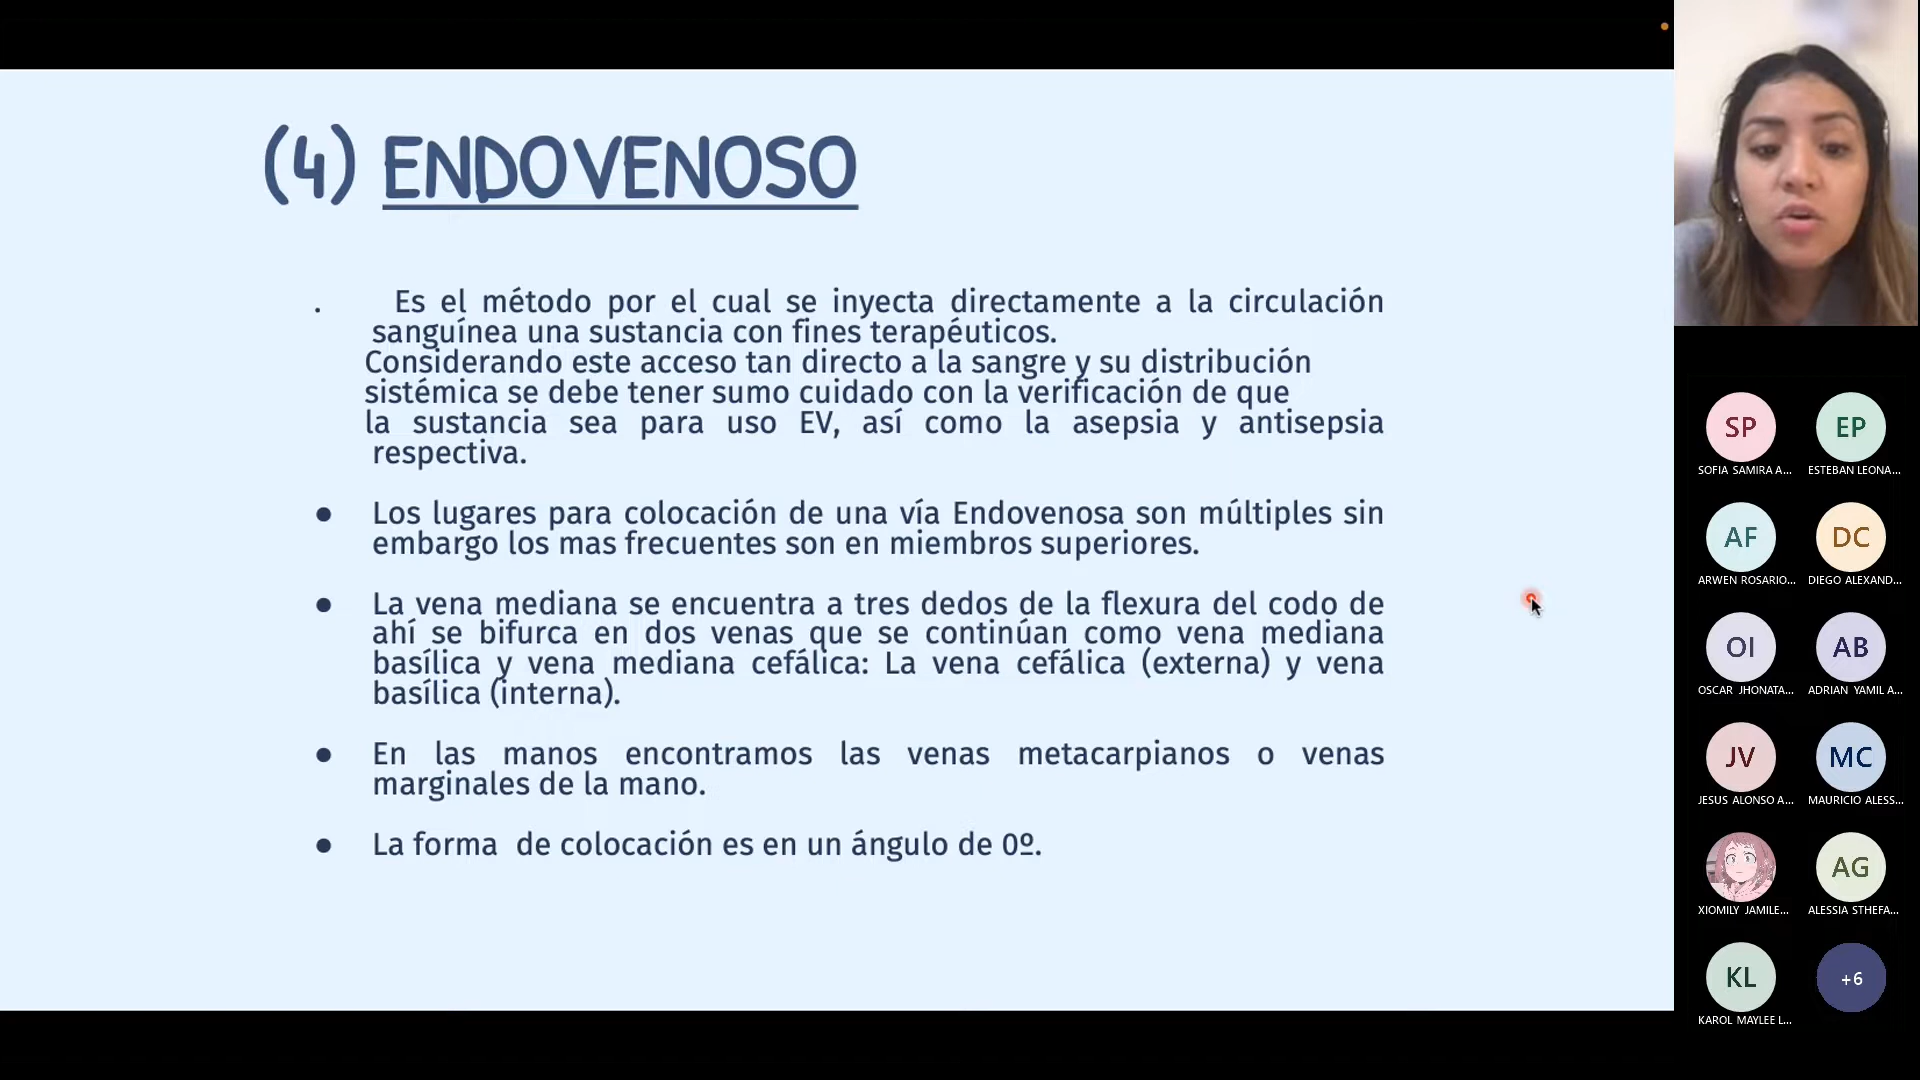 (4) ENDOVENOSO
. Es el método por el cual se inyecta directamente a la circulación
sanguínea una sustancia con fines terapéuticos.
Considerando este acceso tan directo a la sangre y su distribución
sistémica se debe tener sumo cuidado con la verificación de que
la sustancia sea para uso EV, así como la asepsia y antisepsia
respectiva.
● Los lugares para colocación de una vía Endovenosa son múltiples sin
embargo los mas frecuentes son en miembros superiores.
● La vena mediana se encuentra a tres dedos de la flexura del codo de
ahí se bifurca en dos venas que se continúan como vena mediana
basílica y vena mediana cefálica: La vena cefálica (externa) y vena
basílica (interna).
● En las manos encontramos las venas metacarpianos o venas
marginales de la mano.
● La forma de colocación es en un ángulo de 0º.
SP EP
SOFIA SAMIRA A... ESTEBAN LEONA...
AF DC
ARWEN ROSARIO... DIEGO ALEXAND...
OI AB
OSCAR JHONATA... ADRIAN YAMIL A...
JV MC
JESUS ALONSO A... MAURICIO ALESS...
AG
XIOMILY JAMILE... ALESSIA STHEFA...
KL +6
KAROL MAYLEE L...